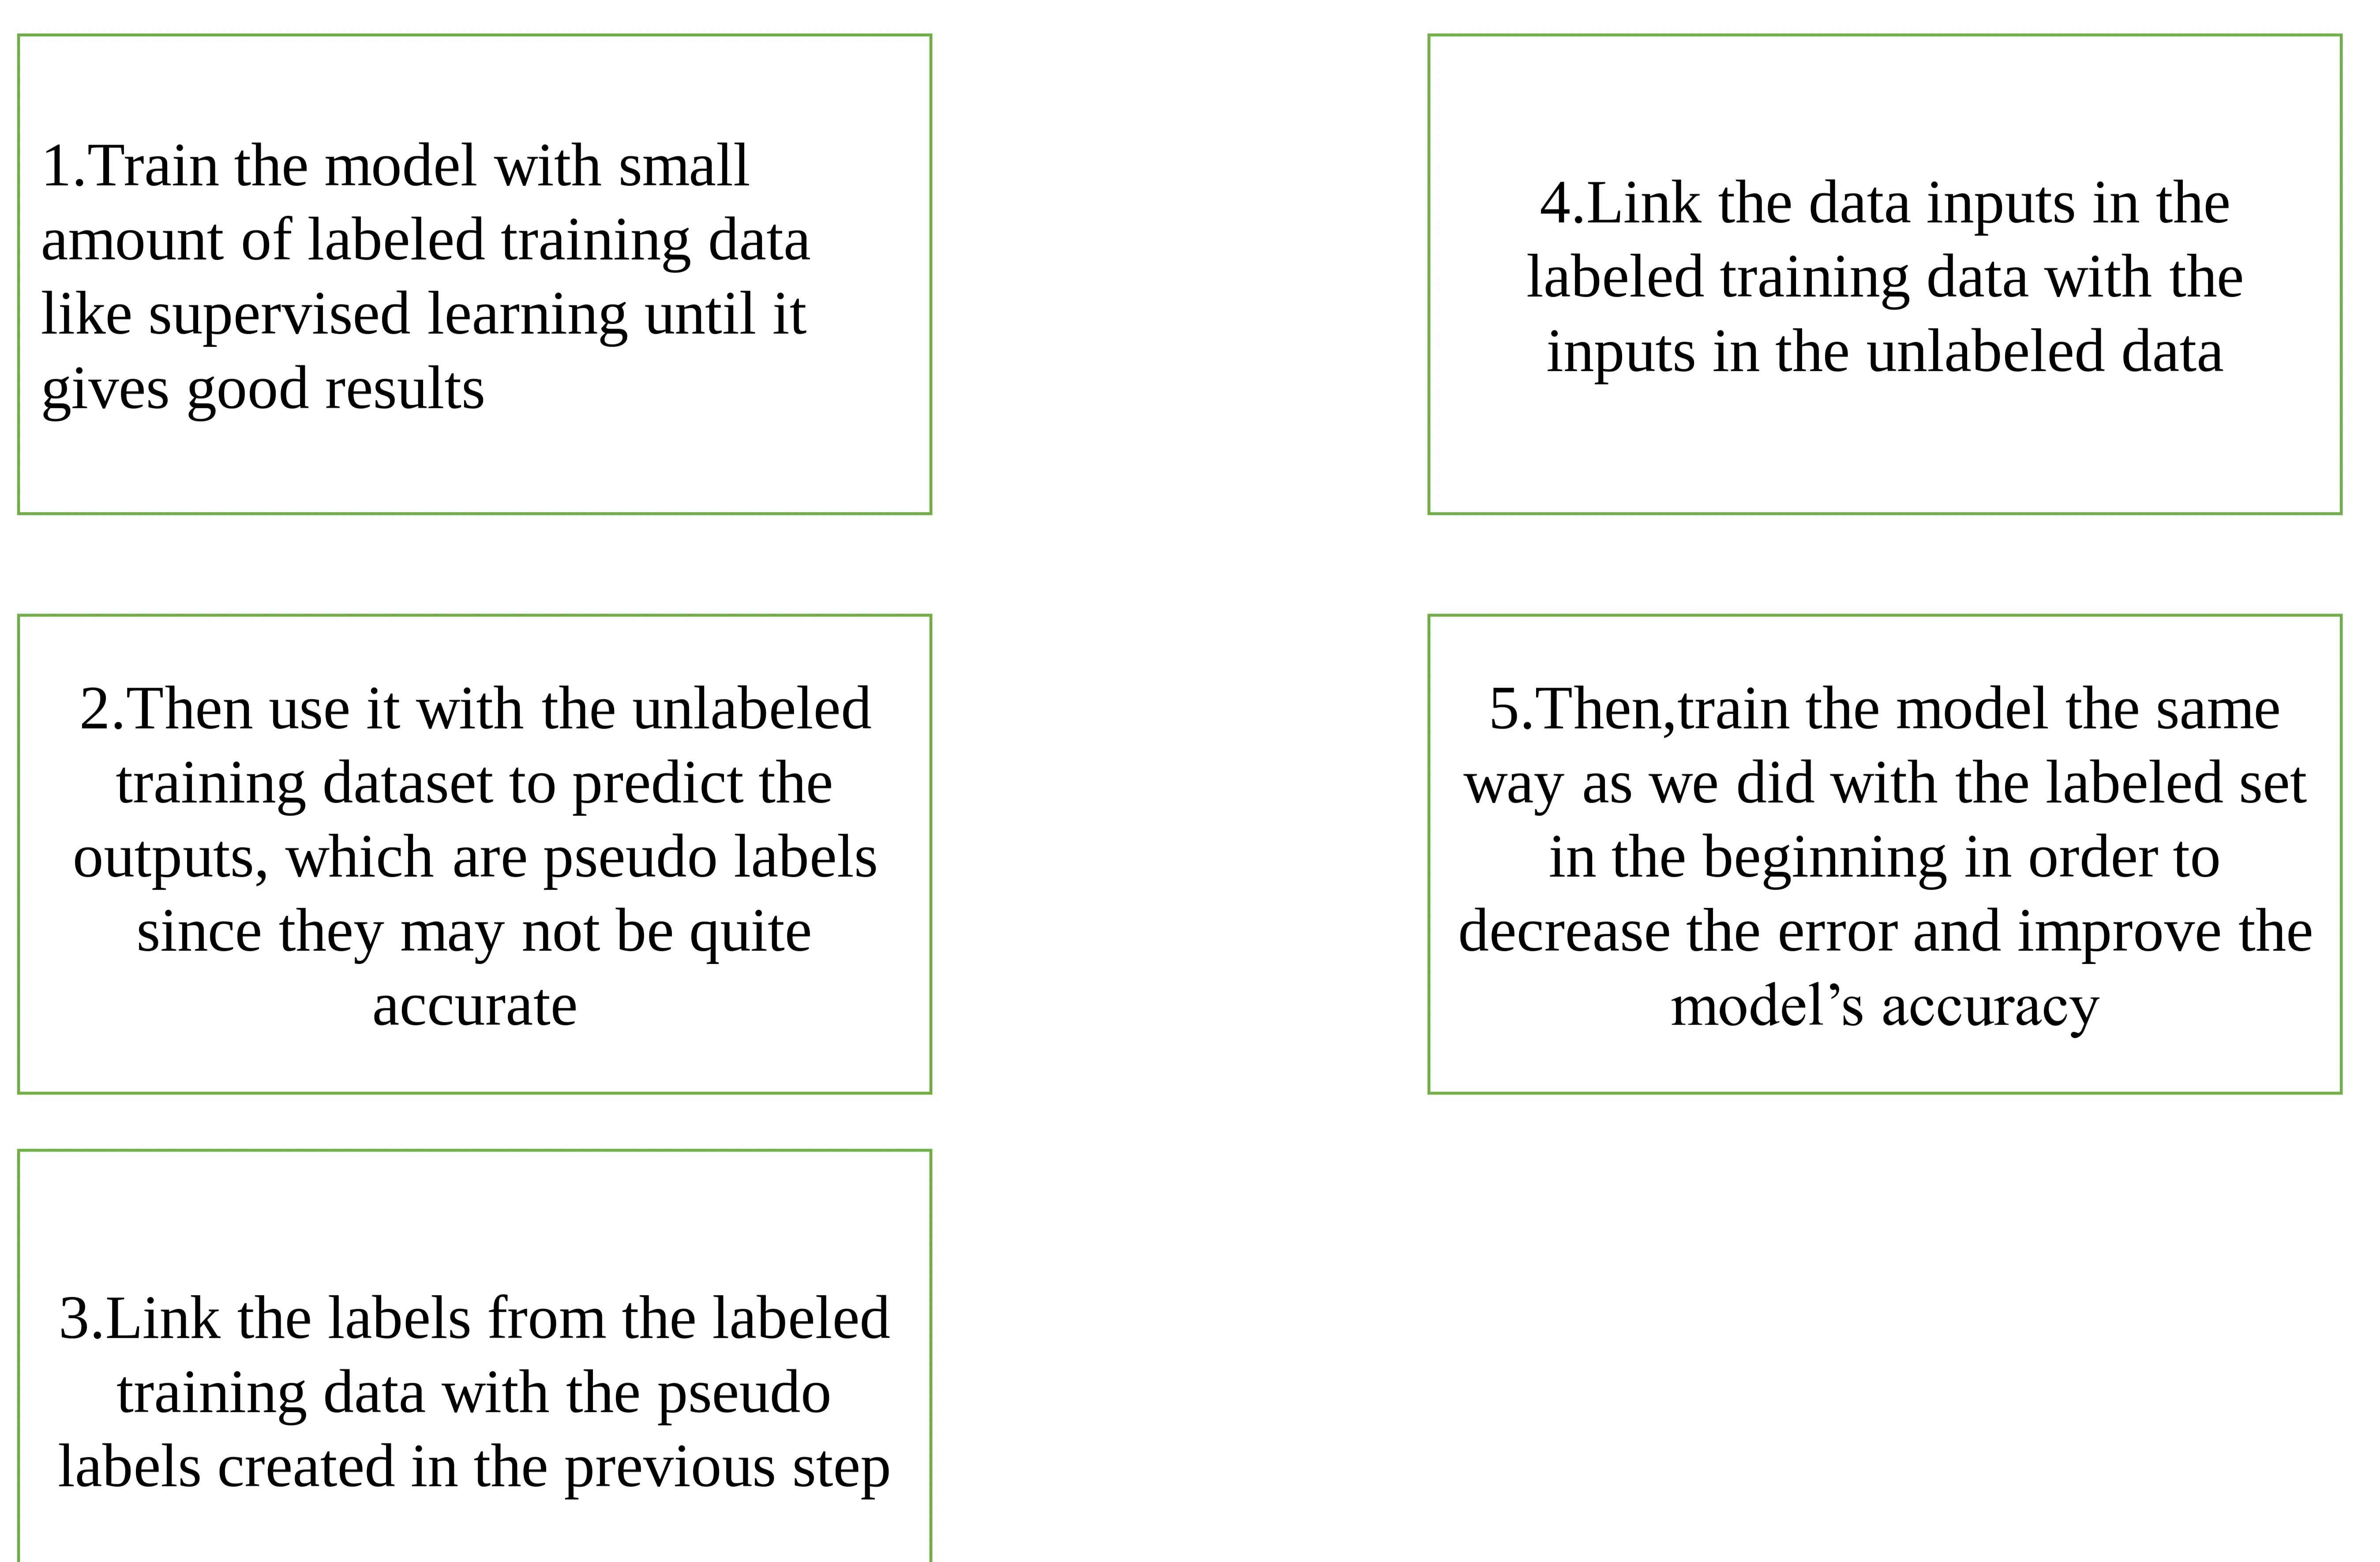 1.Train the model with small
amount of labeled training data
like supervised learning until it
gives good results
2.Then use it with the unlabeled
training dataset to predict the
outputs, which are pseudo labels
since they may not be quite
accurate
3.Link the labels from the labeled
training data with the pseudo
labels created in the previous step
4.Link the data inputs in the
labeled training data with the
inputs in the unlabeled data
5.Then,train the model the same
way as we did with the labeled set
in the beginning in order to
decrease the error and improve the
model’s accuracy